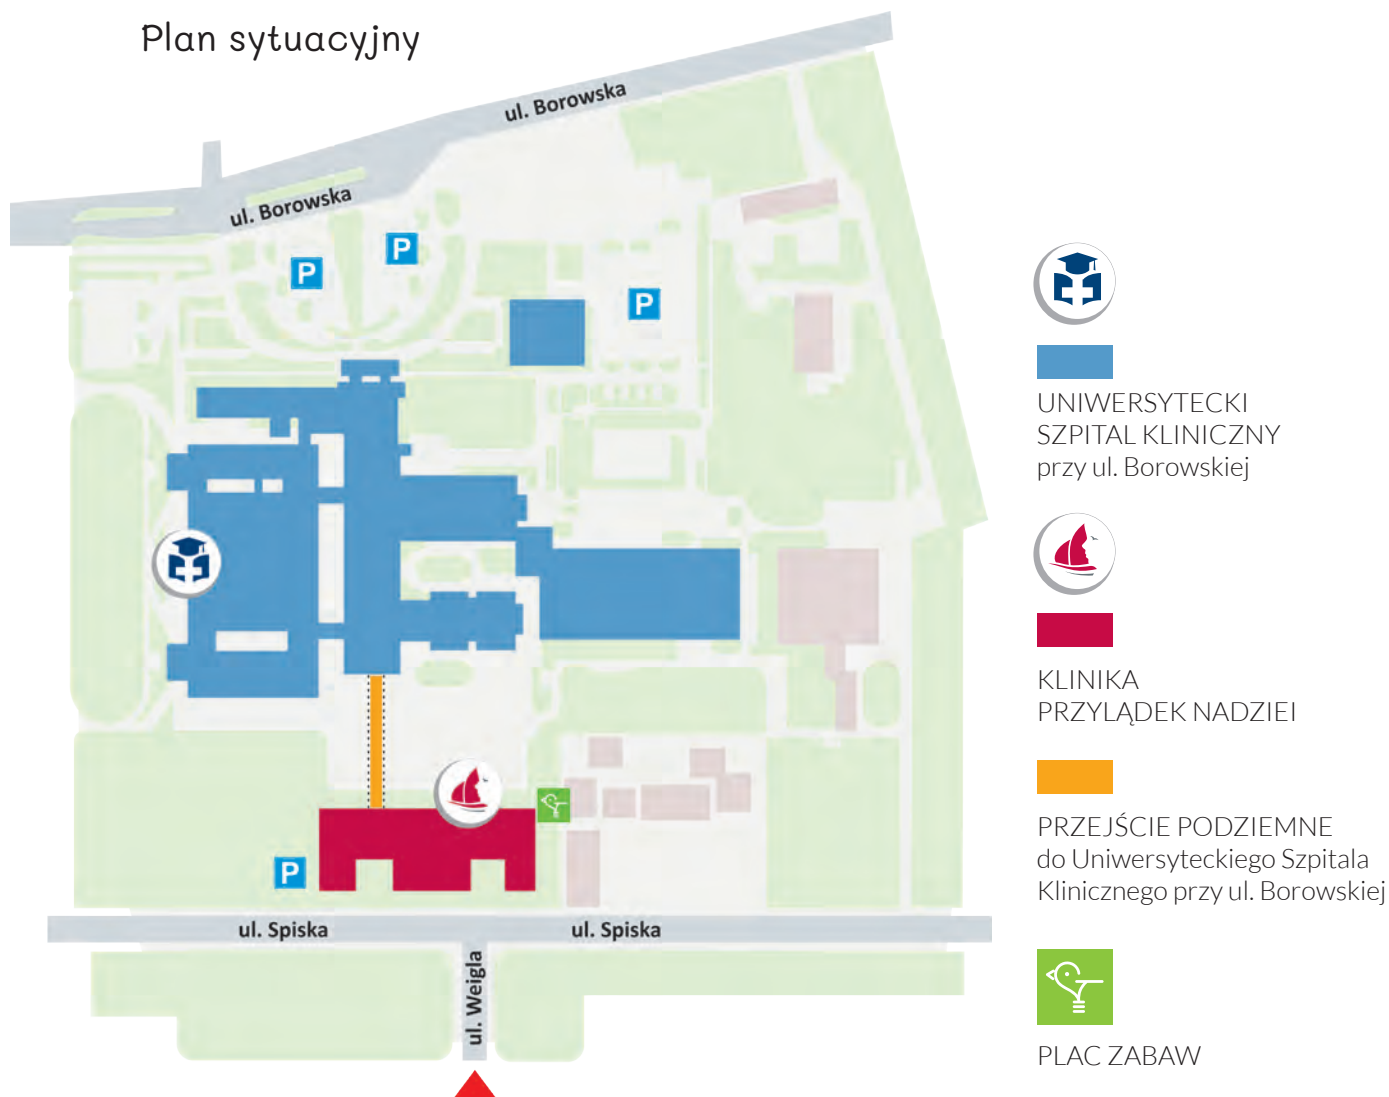 Plan sytuacyjny
ul. Borowska
ul. Borowska
P
P
P
UNIWERSYTECKI
SZPITAL KLINICZNY
przy ul. Borowskiej
KLINIKA
PRZYLĄDEK NADZIEI
PRZEJŚCIE PODZIEMNE
do Uniwersyteckiego Szpitala
Klinicznego przy ul. Borowskiej
P
ul. Spiska
ul. Spiska
ul. Weigla
PLAC ZABAW